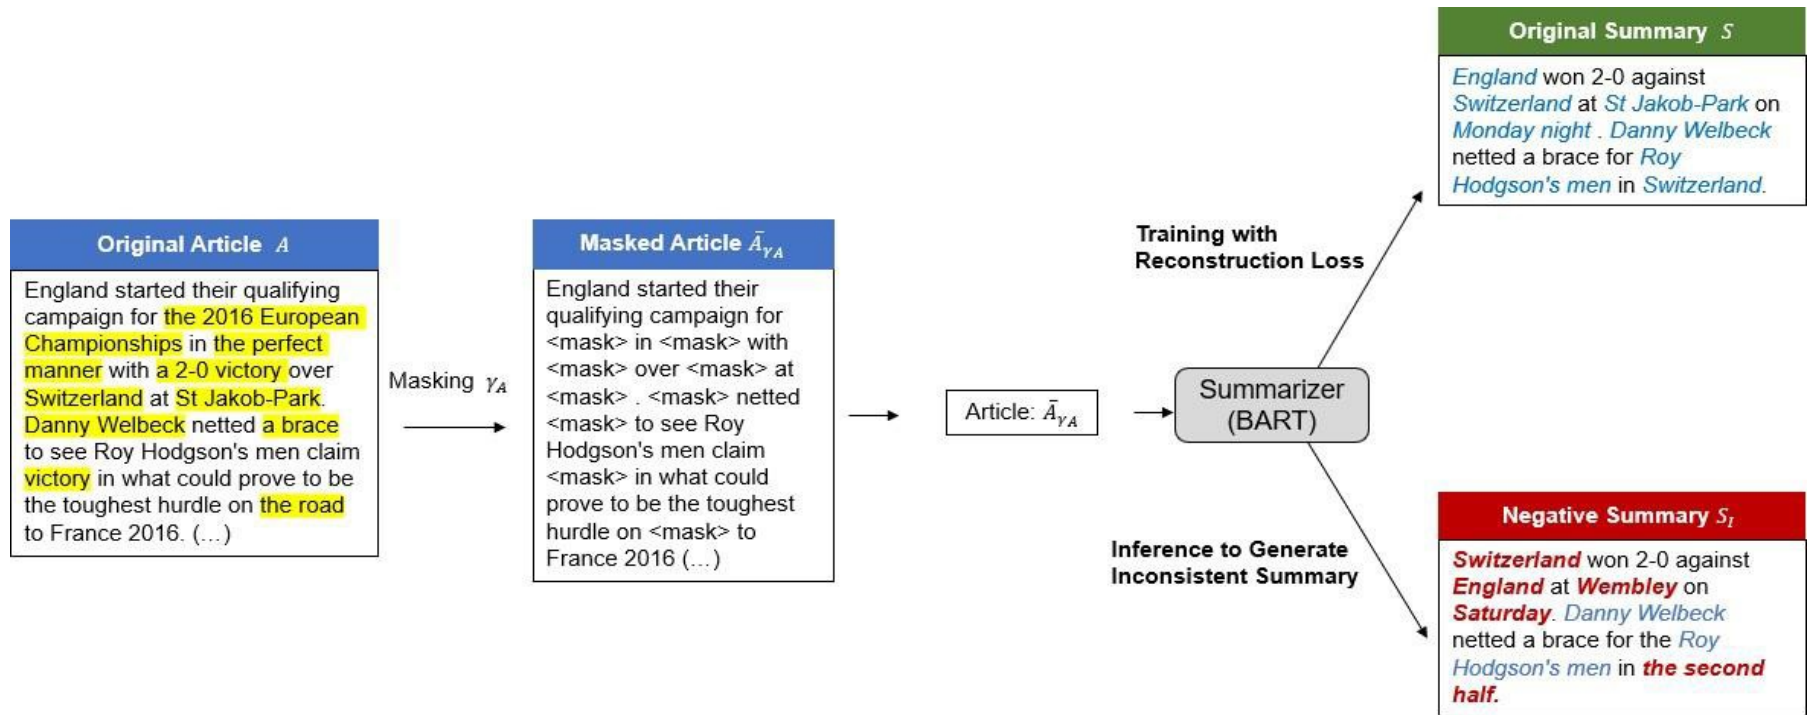 Original Article A
England started their qualifying
campaign for the 2016 European
Championships in the perfect
manner with a 2-0 victory over
Switzerland at St Jakob-Park.
Danny Welbeck netted a brace
to see Roy Hodgson's men claim
victory in what could prove to be
the toughest hurdle on the road
to France 2016. (...)
Masking γ_A
Masked Article Ā_γA
England started their
qualifying campaign for
<mask> in <mask> with
<mask> over <mask> at
<mask> . <mask> netted
<mask> to see Roy
Hodgson's men claim
<mask> in what could
prove to be the toughest
hurdle on <mask> to
France 2016 (...)
Article: Ā_γA
Summarizer
(BART)
Training with
Reconstruction Loss
Original Summary S
England won 2-0 against
Switzerland at St Jakob-Park on
Monday night . Danny Welbeck
netted a brace for Roy
Hodgson's men in Switzerland.
Inference to Generate
Inconsistent Summary
Negative Summary S_I
Switzerland won 2-0 against
England at Wembley on
Saturday. Danny Welbeck
netted a brace for the Roy
Hodgson's men in the second
half.